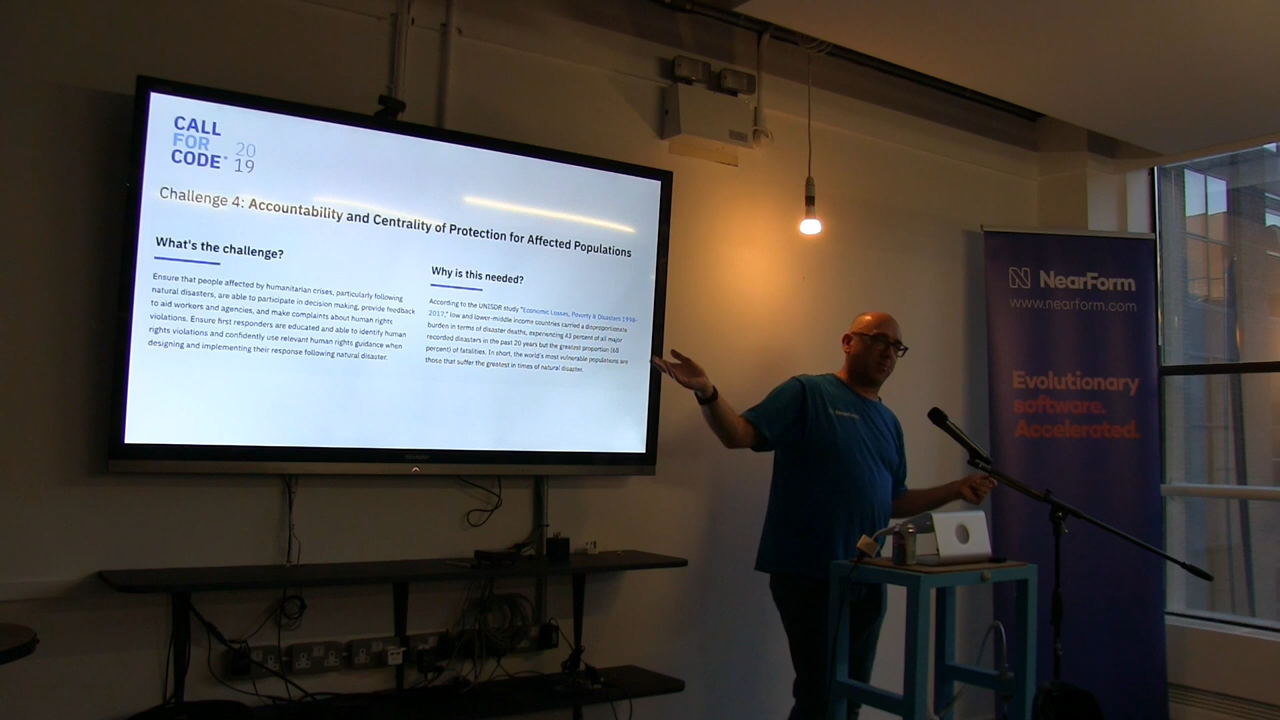 CALL
FOR
CODE® 20
19
Challenge 4: Accountability and Centrality of Protection for Affected Populations
What's the challenge?
Ensure that people affected by humanitarian crises, particularly following
natural disasters, are able to participate in decision making, provide feedback
to aid workers and agencies, and make complaints about human rights
violations. Ensure first responders are educated and able to identify human
rights violations and confidently use relevant human rights guidance when
designing and implementing their response following natural disaster.
Why is this needed?
According to the UNISDR study "Economic Losses, Poverty & Disasters 1998-
2017," low and lower-middle income countries carried a disproportionate
burden in terms of disaster deaths, experiencing 43 percent of all major
recorded disasters in the past 20 years but the greatest proportion (68
percent) of fatalities. In short, the world's most vulnerable populations are
those that suffer the greatest in times of natural disaster.
NearForm
www.nearform.com
Evolutionary
software.
Accelerated.